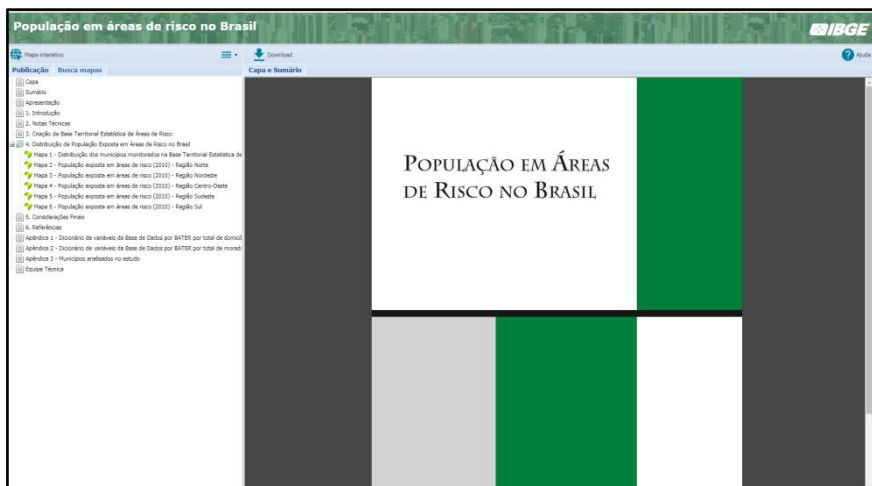 População em áreas de risco no Brasil
IBGE
Mapa interativo
Download
Ajuda
Publicação Busca mapas
Capa e Sumário
Capa
Sumário
Apresentação
1. Introdução
2. Notas Técnicas
3. Criação da Base Territorial Estatística de Áreas de Risco
4. Distribuição da População Exposta em Áreas de Risco no Brasil
Mapa 1 - Distribuição dos municípios monitorados na Base Territorial Estatística de
Mapa 2 - População exposta em áreas de risco (2010) - Região Norte
Mapa 3 - População exposta em áreas de risco (2010) - Região Nordeste
Mapa 4 - População exposta em áreas de risco (2010) - Região Centro-Oeste
Mapa 5 - População exposta em áreas de risco (2010) - Região Sudeste
Mapa 6 - População exposta em áreas de risco (2010) - Região Sul
5. Considerações Finais
6. Referências
Apêndice 1 - Dicionário de variáveis da Base de Dados por BATER por total de domicíl
Apêndice 2 - Dicionário de variáveis da Base de Dados por BATER por total de morado
Apêndice 3 - Municípios analisados no estudo
Equipe Técnica
População em Áreas
de Risco no Brasil